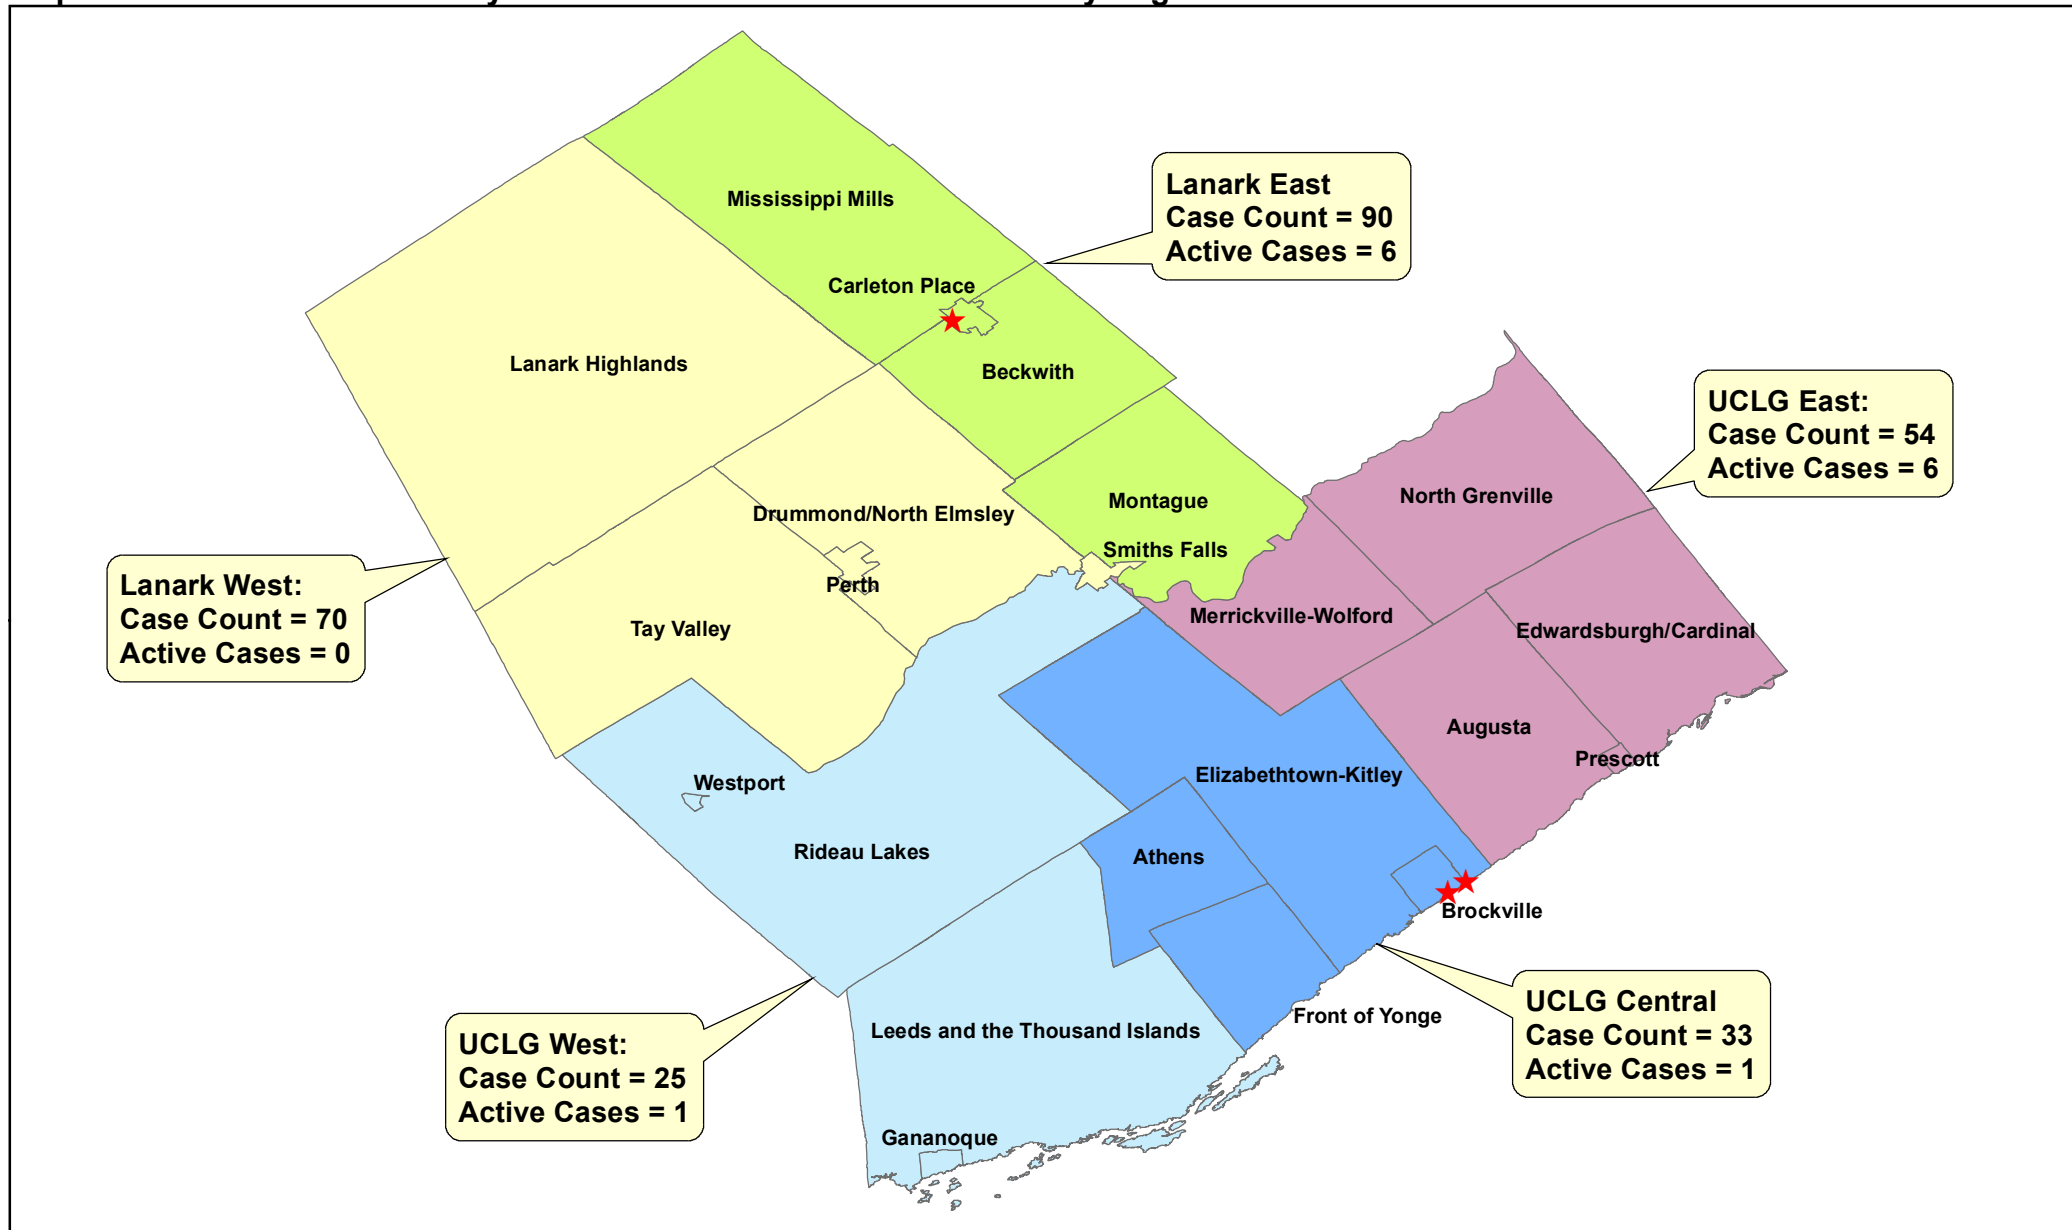 Mississippi Mills
Lanark East
Case Count = 90
Active Cases = 6
Carleton Place
Lanark Highlands
Beckwith
UCLG East:
Case Count = 54
Active Cases = 6
North Grenville
Montague
Drummond/North Elmsley
Smiths Falls
Perth
Lanark West:
Case Count = 70
Active Cases = 0
Merrickville-Wolford
Tay Valley
Edwardsburgh/Cardinal
Augusta
Prescott
Westport
Elizabethtown-Kitley
Rideau Lakes
Athens
Brockville
UCLG Central
Case Count = 33
Active Cases = 1
Front of Yonge
Leeds and the Thousand Islands
UCLG West:
Case Count = 25
Active Cases = 1
Gananoque